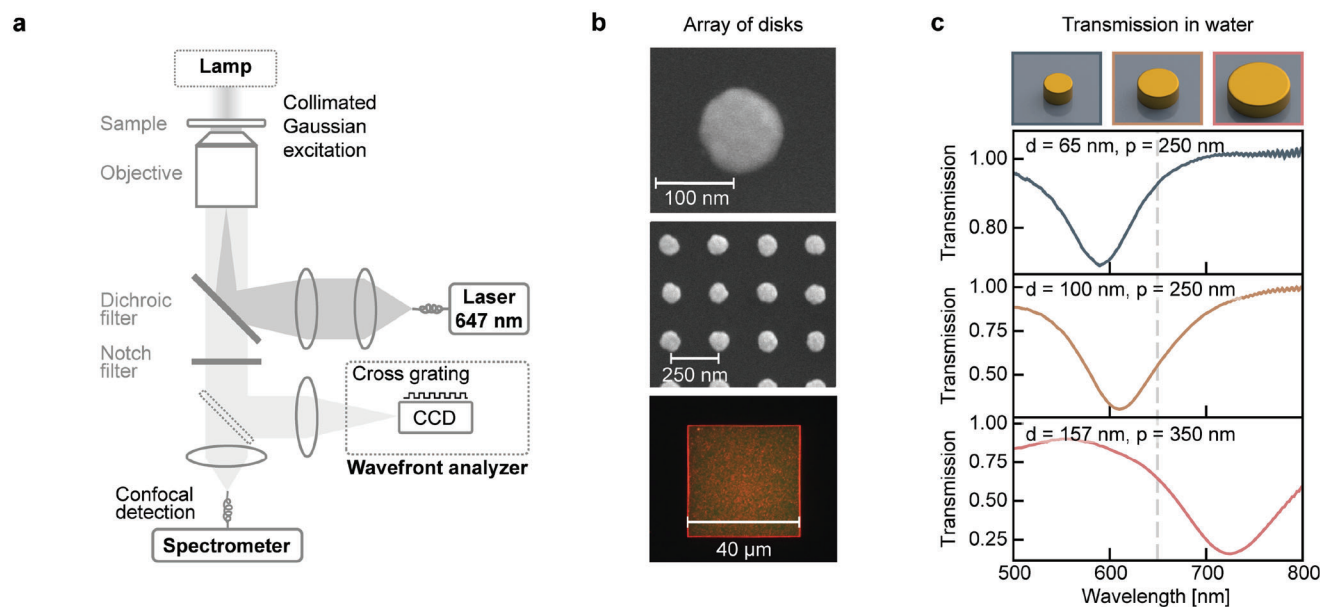 a
Lamp
Sample
Collimated
Gaussian
excitation
Objective
Dichroic
filter
Laser
647 nm
Notch
filter
Cross grating
CCD
Wavefront analyzer
Confocal
detection
Spectrometer
b
Array of disks
100 nm
250 nm
40 µm
c
Transmission in water
d = 65 nm, p = 250 nm
1.00
0.80
Transmission
d = 100 nm, p = 250 nm
1.00
0.75
0.50
Transmission
d = 157 nm, p = 350 nm
1.00
0.75
0.50
0.25
Transmission
500 600 700 800
Wavelength [nm]